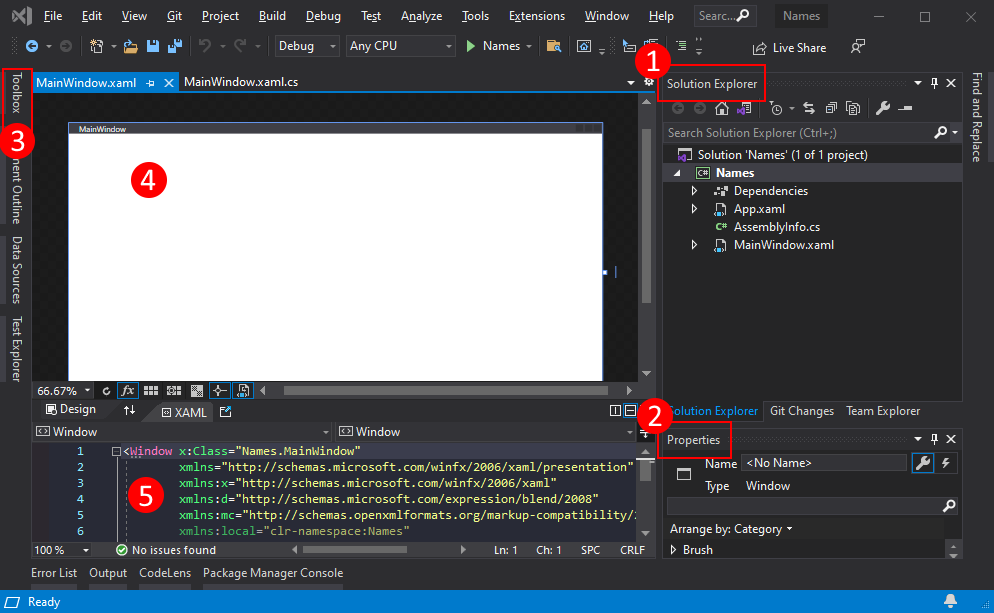 File Edit View Git Project Build Debug Test Analyze Tools Extensions Window Help Searc... Names
Debug Any CPU Names Live Share
1
Toolbox
3
ment Outline
Data Sources
Test Explorer
MainWindow.xaml MainWindow.xaml.cs
MainWindow
4
66.67% fx
Design XAML
Window Window
1 <Window x:Class="Names.MainWindow"
2 xmlns="http://schemas.microsoft.com/winfx/2006/xaml/presentation"
3 xmlns:x="http://schemas.microsoft.com/winfx/2006/xaml"
4 xmlns:d="http://schemas.microsoft.com/expression/blend/2008"
5 xmlns:mc="http://schemas.openxmlformats.org/markup-compatibility/
6 xmlns:local="clr-namespace:Names"
5
100 % No issues found Ln: 1 Ch: 1 SPC CRLF
Solution Explorer
Search Solution Explorer (Ctrl+;)
Solution 'Names' (1 of 1 project)
C# Names
Dependencies
App.xaml
C# AssemblyInfo.cs
MainWindow.xaml
Solution Explorer Git Changes Team Explorer
2
Properties
Name <No Name>
Type Window
Arrange by: Category
Brush
Find and Replace
Error List Output CodeLens Package Manager Console
Ready